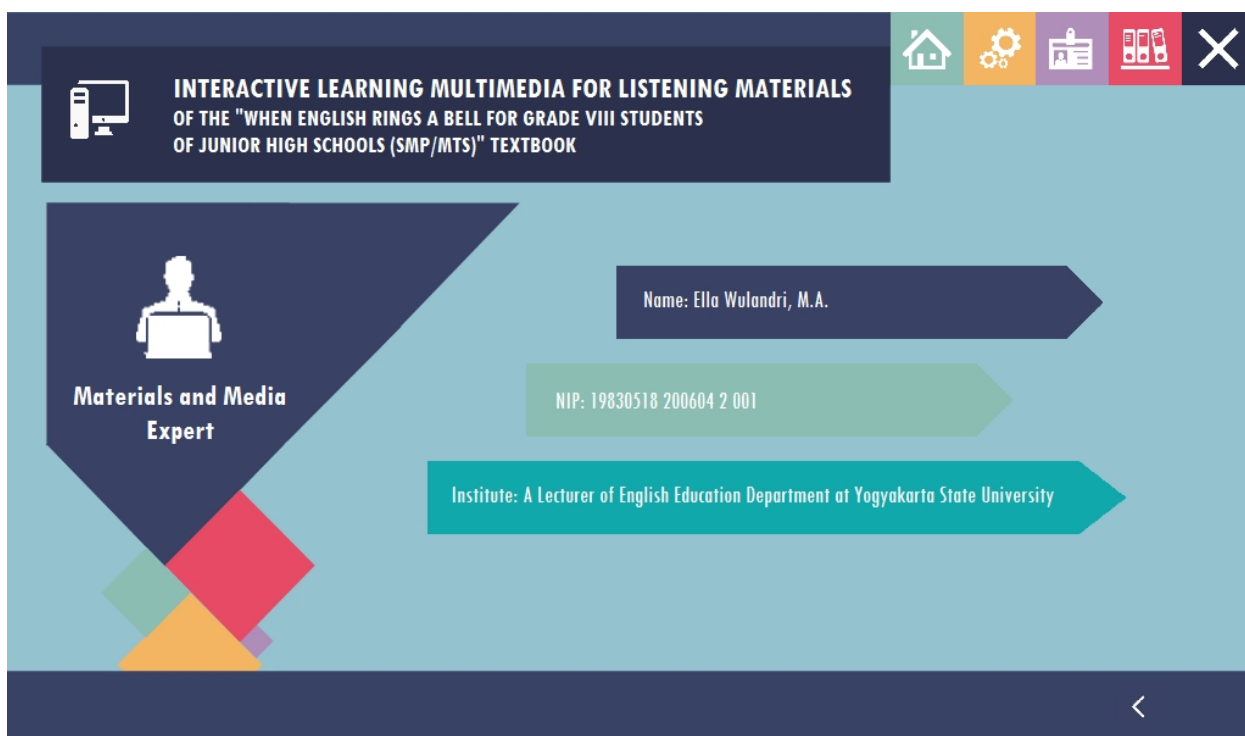 INTERACTIVE LEARNING MULTIMEDIA FOR LISTENING MATERIALS
OF THE "WHEN ENGLISH RINGS A BELL FOR GRADE VIII STUDENTS
OF JUNIOR HIGH SCHOOLS (SMP/MTS)" TEXTBOOK
Materials and Media
Expert
Name: Ella Wulandri, M.A.
NIP: 19830518 200604 2 001
Institute: A Lecturer of English Education Department at Yogyakarta State University